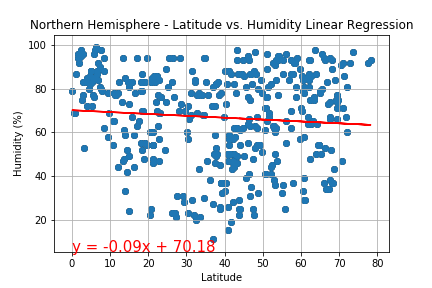 Northern Hemisphere - Latitude vs. Humidity Linear Regression
Humidity (%)
100
80
60
40
20
y = -0.09x + 70.18
0 10 20 30 40 50 60 70 80
Latitude